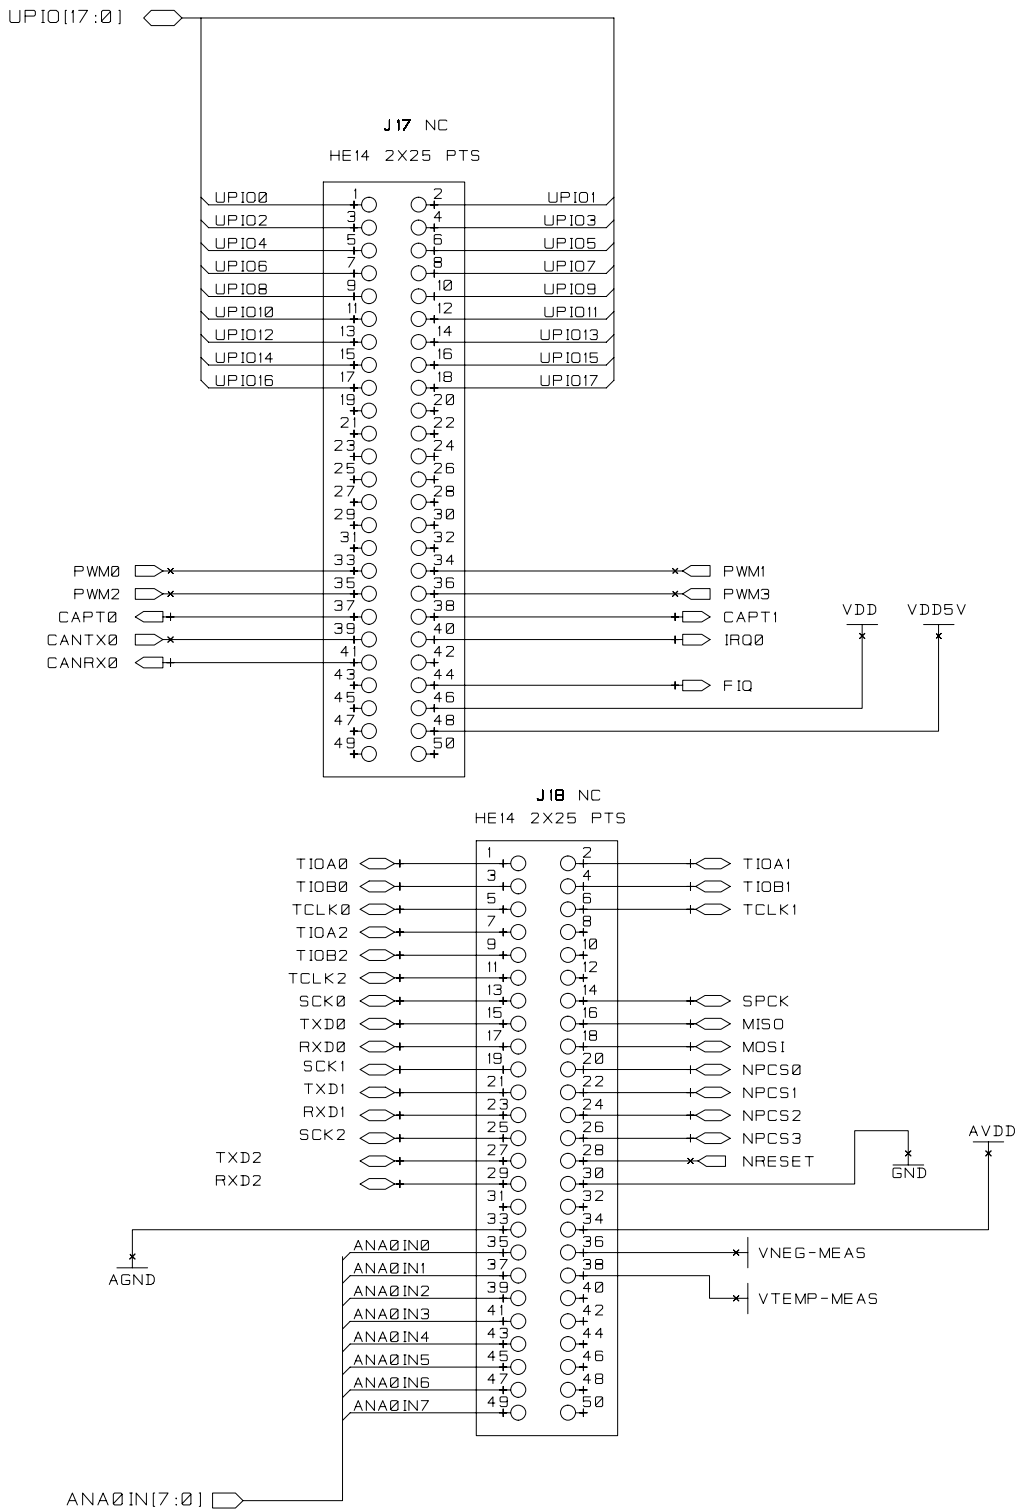 UPIO[17:0]
J17 NC
HE14 2X25 PTS
UPIO0 1 2 UPIO1
UPIO2 3 4 UPIO3
UPIO4 5 6 UPIO5
UPIO6 7 8 UPIO7
UPIO8 9 10 UPIO9
UPIO10 11 12 UPIO11
UPIO12 13 14 UPIO13
UPIO14 15 16 UPIO15
UPIO16 17 18 UPIO17
19 20
21 22
23 24
25 26
27 28
29 30
31 32
PWM0 33 34 PWM1
PWM2 35 36 PWM3
CAPT0 37 38 CAPT1 VDD VDD5V
CANTX0 39 40 IRQ0
CANRX0 41 42
43 44 FIQ
45 46
47 48
49 50
J18 NC
HE14 2X25 PTS
TIOA0 1 2 TIOA1
TIOB0 3 4 TIOB1
TCLK0 5 6 TCLK1
TIOA2 7 8
TIOB2 9 10
TCLK2 11 12
SCK0 13 14 SPCK
TXD0 15 16 MISO
RXD0 17 18 MOSI
SCK1 19 20 NPCS0
TXD1 21 22 NPCS1
RXD1 23 24 NPCS2
SCK2 25 26 NPCS3 AVDD
TXD2 27 28 NRESET
RXD2 29 30 GND
31 32
33 34
ANA0IN0 35 36 VNEG-MEAS
AGND ANA0IN1 37 38
ANA0IN2 39 40 VTEMP-MEAS
ANA0IN3 41 42
ANA0IN4 43 44
ANA0IN5 45 46
ANA0IN6 47 48
ANA0IN7 49 50
ANA0IN[7:0]